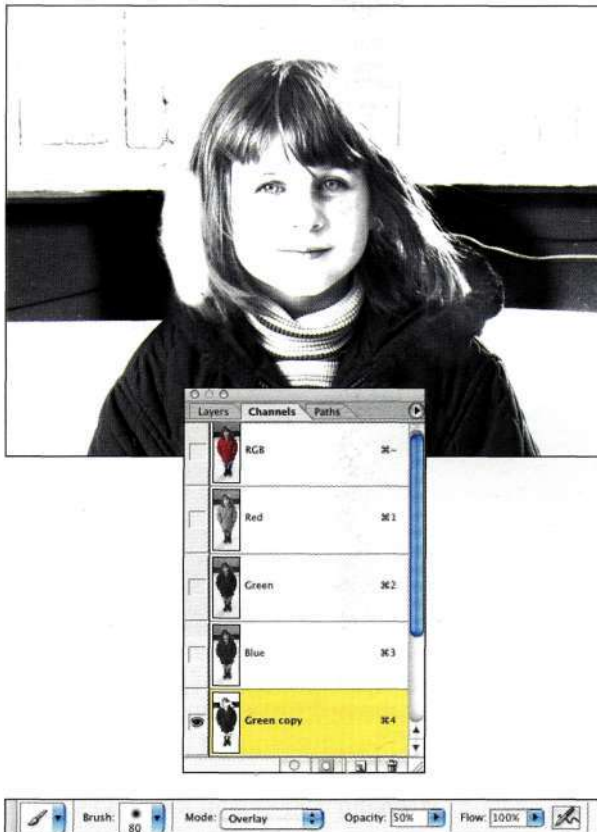 Layers Channels Paths
RGB ⌘~
Red ⌘1
Green ⌘2
Blue ⌘3
Green copy ⌘4
Brush: 80 Mode: Overlay Opacity: 50% Flow: 100%